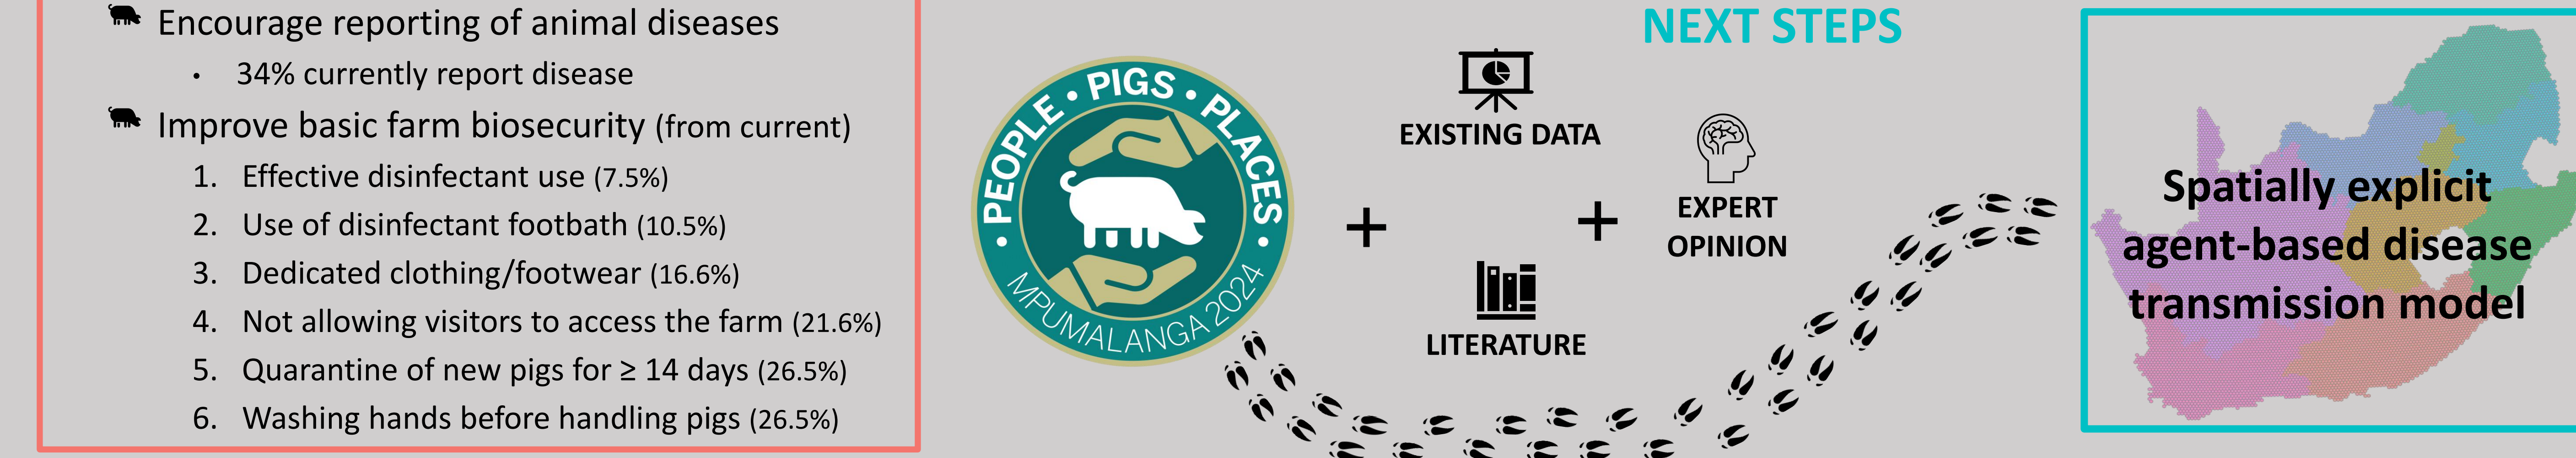 Encourage reporting of animal diseases
• 34% currently report disease
Improve basic farm biosecurity (from current)
1. Effective disinfectant use (7.5%)
2. Use of disinfectant footbath (10.5%)
3. Dedicated clothing/footwear (16.6%)
4. Not allowing visitors to access the farm (21.6%)
5. Quarantine of new pigs for ≥ 14 days (26.5%)
6. Washing hands before handling pigs (26.5%)
• PEOPLE • PIGS • PLACES •
MPUMALANGA 2024
NEXT STEPS
+
EXISTING DATA
LITERATURE
+
EXPERT
OPINION
Spatially explicit
agent-based disease
transmission model